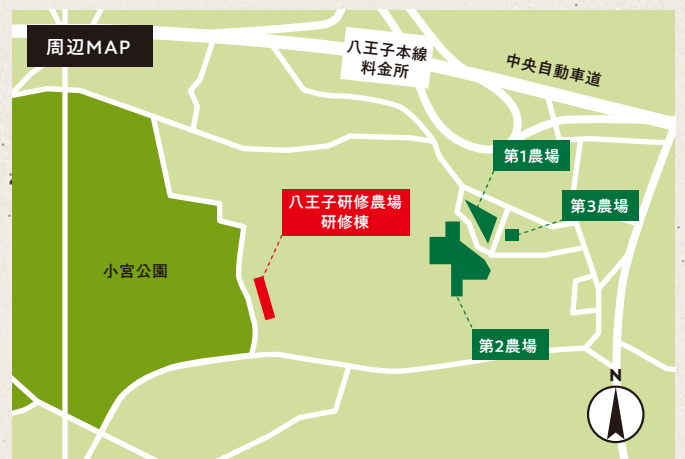 周辺MAP
八王子本線
料金所
中央自動車道
第1農場
第3農場
八王子研修農場
研修棟
小宮公園
第2農場
N